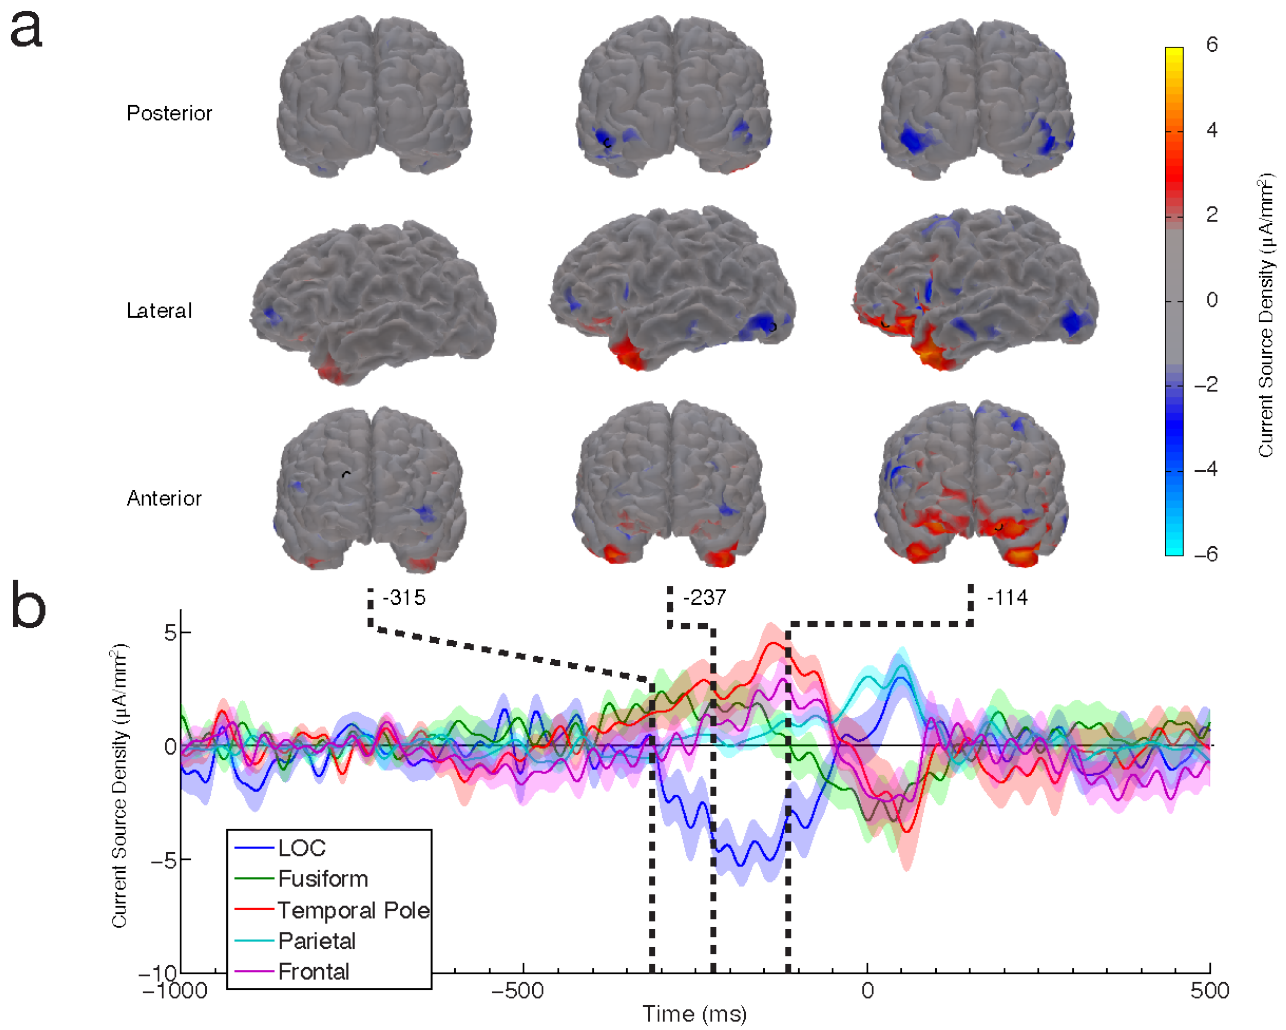 a
Posterior
Lateral
Anterior
6
4
2
0
−2
−4
−6
Current Source Density (μA/mm²)
b
-315
-237
-114
5
0
−5
−10
Current Source Density (μA/mm²)
LOC
Fusiform
Temporal Pole
Parietal
Frontal
−1000
−500
0
500
Time (ms)